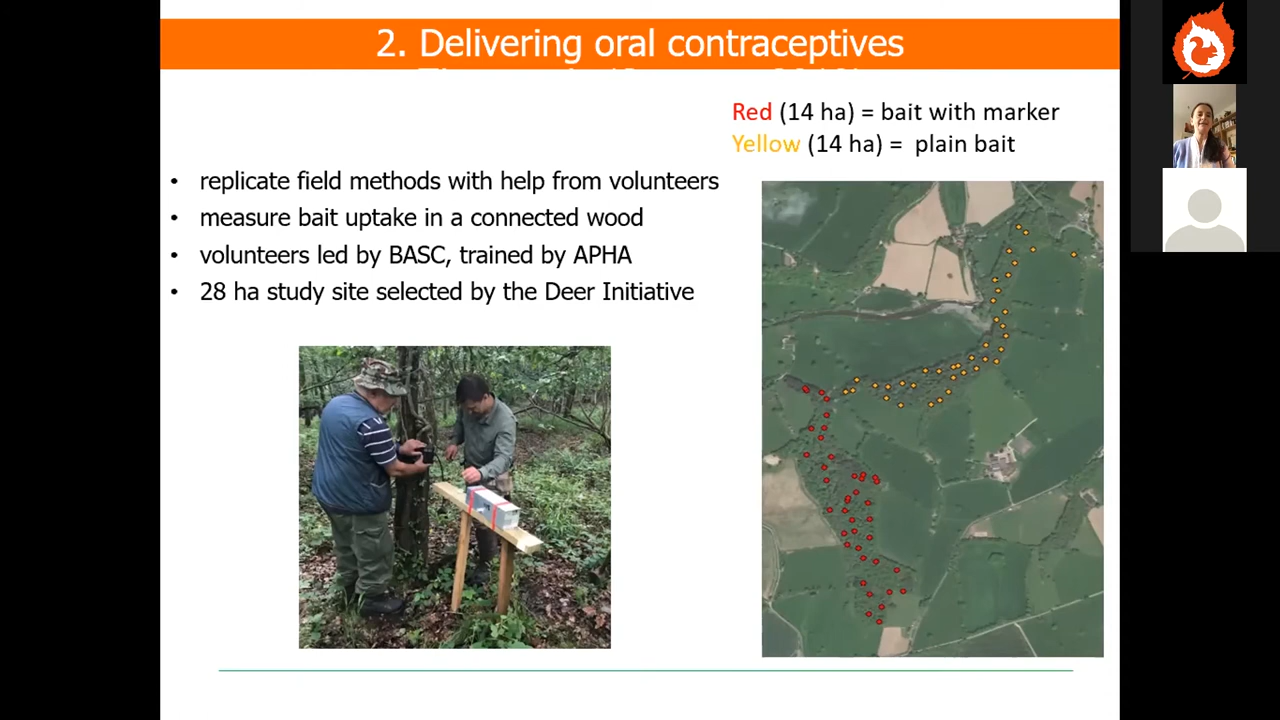 2. Delivering oral contraceptives
Red (14 ha) = bait with marker
Yellow (14 ha) = plain bait
• replicate field methods with help from volunteers
• measure bait uptake in a connected wood
• volunteers led by BASC, trained by APHA
• 28 ha study site selected by the Deer Initiative